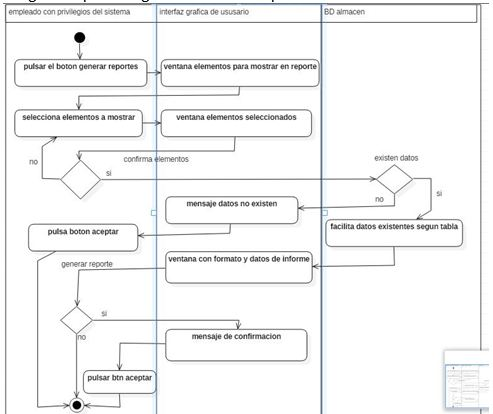 empleado con privilegios del sistema
interfaz grafica de ususario
BD almacen
pulsar el boton generar reportes
ventana elementos para mostrar en reporte
selecciona elementos a mostrar
ventana elementos seleccionados
confirma elementos
existen datos
no
si
si
no
mensaje datos no existen
pulsa boton aceptar
facilita datos existentes segun tabla
ventana con formato y datos de informe
generar reporte
si
no
mensaje de confirmacion
pulsar btn aceptar